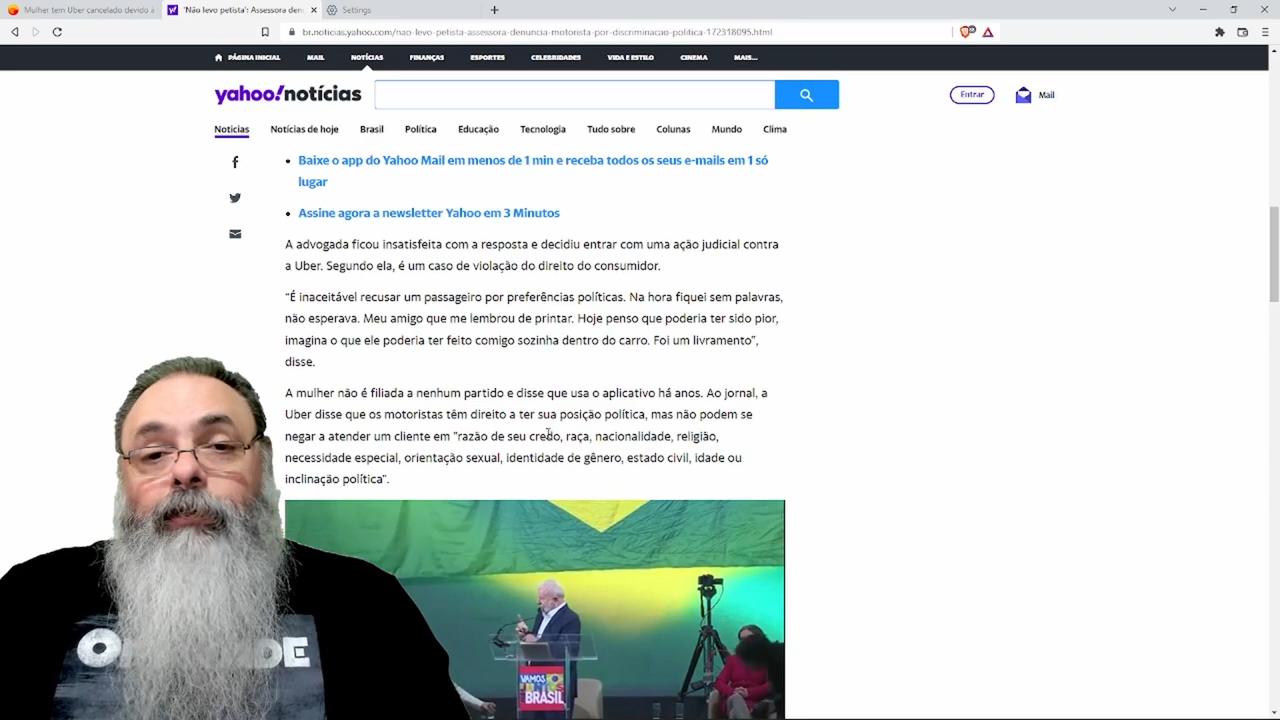 Mulher tem Uber cancelado devido à
'Não levo petista': Assessora denu
Settings
br.noticias.yahoo.com/nao-levo-petista-assessora-denuncia-motorista-por-discriminacao-politica-172318095.html
PÁGINA INICIAL MAIL NOTÍCIAS FINANÇAS ESPORTES CELEBRIDADES VIDA E ESTILO CINEMA MAIS...
yahoo!notícias
Entrar
Mail
Notícias Notícias de hoje Brasil Política Educação Tecnologia Tudo sobre Colunas Mundo Clima
Baixe o app do Yahoo Mail em menos de 1 min e receba todos os seus e-mails em 1 só
lugar
Assine agora a newsletter Yahoo em 3 Minutos
A advogada ficou insatisfeita com a resposta e decidiu entrar com uma ação judicial contra
a Uber. Segundo ela, é um caso de violação do direito do consumidor.
“É inaceitável recusar um passageiro por preferências políticas. Na hora fiquei sem palavras,
não esperava. Meu amigo que me lembrou de printar. Hoje penso que poderia ter sido pior,
imagina o que ele poderia ter feito comigo sozinha dentro do carro. Foi um livramento”,
disse.
A mulher não é filiada a nenhum partido e disse que usa o aplicativo há anos. Ao jornal, a
Uber disse que os motoristas têm direito a ter sua posição política, mas não podem se
negar a atender um cliente em "razão de seu credo, raça, nacionalidade, religião,
necessidade especial, orientação sexual, identidade de gênero, estado civil, idade ou
inclinação política”.
VAMOS
BRASIL